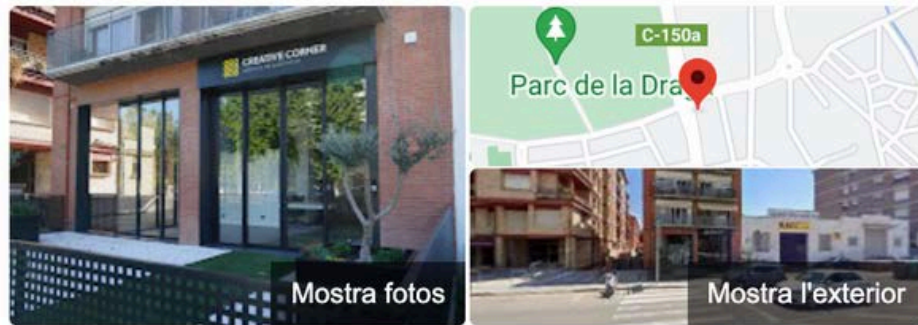 CREATIVE CORNER
Mostra fotos
C-150a
Parc de la Dra
Mostra l'exterior